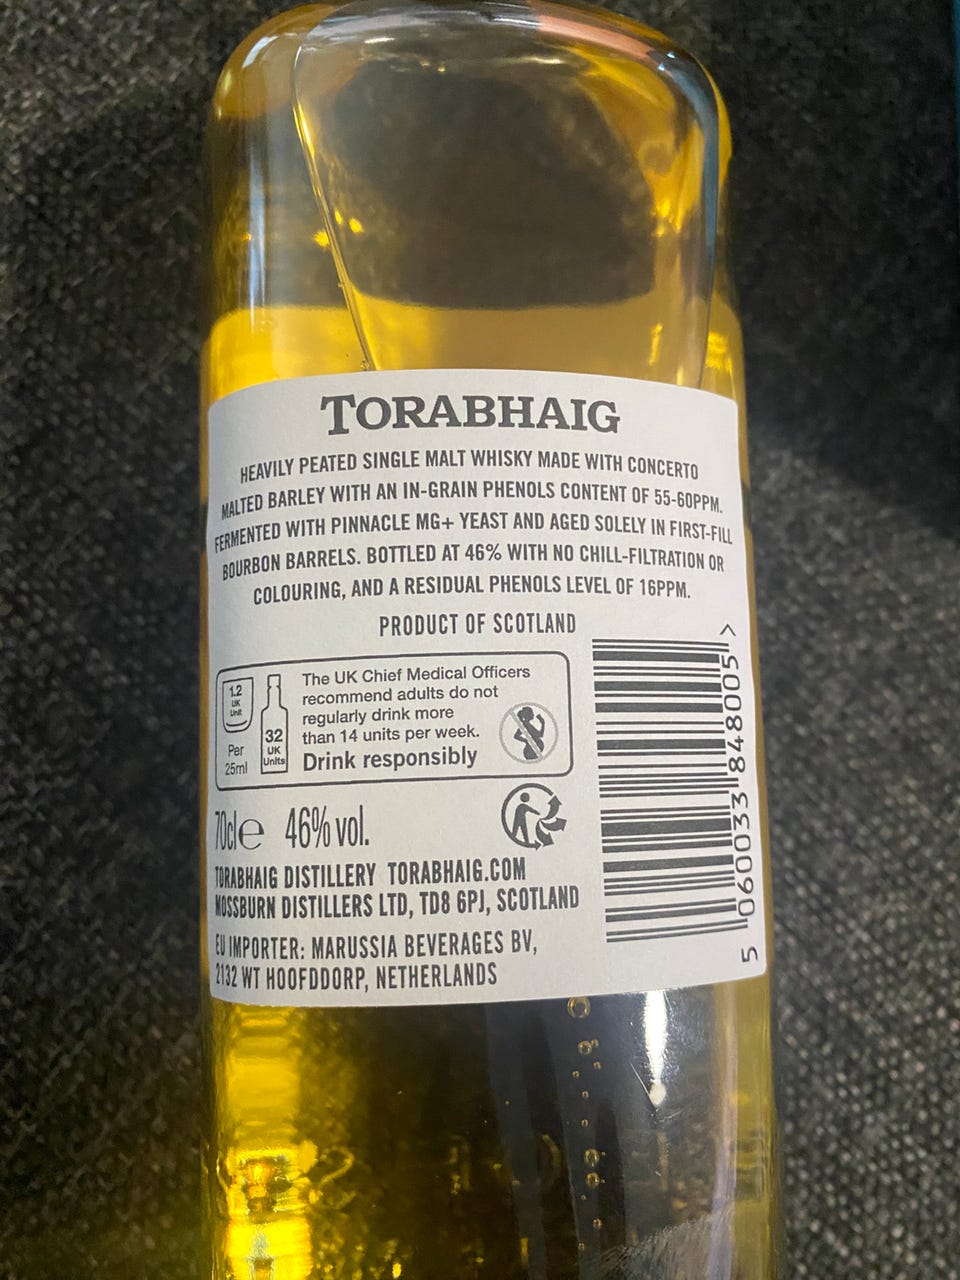 TORABHAIG
HEAVILY PEATED SINGLE MALT WHISKY MADE WITH CONCERTO
MALTED BARLEY WITH AN IN-GRAIN PHENOLS CONTENT OF 55-60PPM.
FERMENTED WITH PINNACLE MG+ YEAST AND AGED SOLELY IN FIRST-FILL
BOURBON BARRELS. BOTTLED AT 46% WITH NO CHILL-FILTRATION OR
COLOURING, AND A RESIDUAL PHENOLS LEVEL OF 16PPM.
PRODUCT OF SCOTLAND
1.2
UK
Unit
Per
25ml
32
UK
Units
The UK Chief Medical Officers
recommend adults do not
regularly drink more
than 14 units per week.
Drink responsibly
70cl e 46% vol.
TORABHAIG DISTILLERY TORABHAIG.COM
MOSSBURN DISTILLERS LTD, TD8 6PJ, SCOTLAND
EU IMPORTER: MARUSSIA BEVERAGES BV,
2132 WT HOOFDDORP, NETHERLANDS
5 060033 848005 >